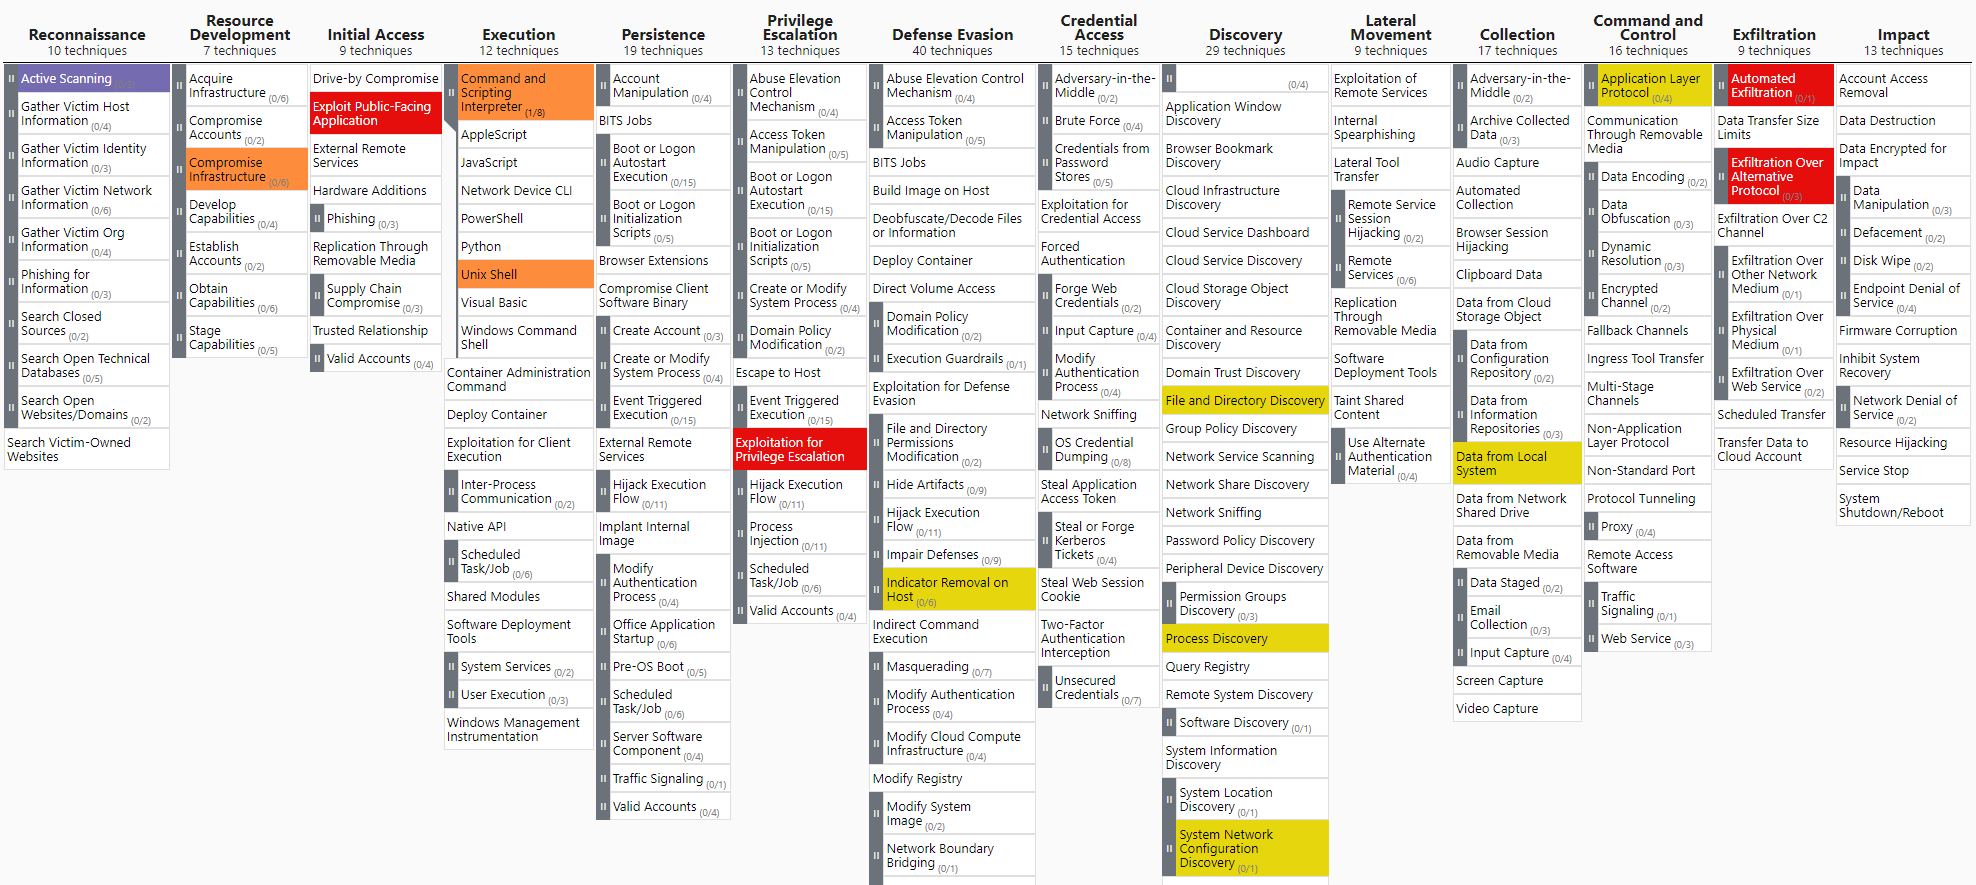 Reconnaissance
10 techniques
Active Scanning
Gather Victim Host
Information (0/4)
Gather Victim Identity
Information (0/3)
Gather Victim Network
Information (0/6)
Gather Victim Org
Information (0/4)
Phishing for
Information (0/3)
Search Closed
Sources (0/2)
Search Open Technical
Databases (0/5)
Search Open
Websites/Domains (0/2)
Search Victim-Owned
Websites
Resource
Development
7 techniques
Acquire
Infrastructure (0/6)
Compromise
Accounts (0/2)
Compromise
Infrastructure (0/6)
Develop
Capabilities (0/4)
Establish
Accounts (0/2)
Obtain
Capabilities (0/6)
Stage
Capabilities (0/5)
Initial Access
9 techniques
Drive-by Compromise
Exploit Public-Facing
Application
External Remote
Services
Hardware Additions
Phishing (0/3)
Replication Through
Removable Media
Supply Chain
Compromise (0/3)
Trusted Relationship
Valid Accounts (0/4)
Execution
12 techniques
Command and
Scripting
Interpreter (1/8)
AppleScript
JavaScript
Network Device CLI
PowerShell
Python
Unix Shell
Visual Basic
Windows Command
Shell
Container Administration
Command
Deploy Container
Exploitation for Client
Execution
Inter-Process
Communication (0/2)
Native API
Scheduled
Task/Job (0/6)
Shared Modules
Software Deployment
Tools
System Services (0/2)
User Execution (0/3)
Windows Management
Instrumentation
Persistence
19 techniques
Account
Manipulation (0/4)
BITS Jobs
Boot or Logon
Autostart
Execution (0/15)
Boot or Logon
Initialization
Scripts (0/5)
Browser Extensions
Compromise Client
Software Binary
Create Account (0/3)
Create or Modify
System Process (0/4)
Event Triggered
Execution (0/15)
External Remote
Services
Hijack Execution
Flow (0/11)
Implant Internal
Image
Modify
Authentication
Process (0/4)
Office Application
Startup (0/6)
Pre-OS Boot (0/5)
Scheduled
Task/Job (0/6)
Server Software
Component (0/4)
Traffic Signaling (0/1)
Valid Accounts (0/4)
Privilege
Escalation
13 techniques
Abuse Elevation
Control
Mechanism (0/4)
Access Token
Manipulation (0/5)
Boot or Logon
Autostart
Execution (0/15)
Boot or Logon
Initialization
Scripts (0/5)
Create or Modify
System Process (0/4)
Domain Policy
Modification (0/2)
Escape to Host
Event Triggered
Execution (0/15)
Exploitation for
Privilege Escalation
Hijack Execution
Flow (0/11)
Process
Injection (0/11)
Scheduled
Task/Job (0/6)
Valid Accounts (0/4)
Defense Evasion
40 techniques
Abuse Elevation Control
Mechanism (0/4)
Access Token
Manipulation (0/5)
BITS Jobs
Build Image on Host
Deobfuscate/Decode Files
or Information
Deploy Container
Direct Volume Access
Domain Policy
Modification (0/2)
Execution Guardrails (0/1)
Exploitation for Defense
Evasion
File and Directory
Permissions
Modification (0/2)
Hide Artifacts (0/9)
Hijack Execution
Flow (0/11)
Impair Defenses (0/9)
Indicator Removal on
Host (0/6)
Indirect Command
Execution
Masquerading (0/7)
Modify Authentication
Process (0/4)
Modify Cloud Compute
Infrastructure (0/4)
Modify Registry
Modify System
Image (0/2)
Network Boundary
Bridging (0/1)
Credential
Access
15 techniques
Adversary-in-the-
Middle (0/2)
Brute Force (0/4)
Credentials from
Password
Stores (0/5)
Exploitation for
Credential Access
Forced
Authentication
Forge Web
Credentials (0/2)
Input Capture (0/4)
Modify
Authentication
Process (0/4)
Network Sniffing
OS Credential
Dumping (0/8)
Steal Application
Access Token
Steal or Forge
Kerberos
Tickets (0/4)
Steal Web Session
Cookie
Two-Factor
Authentication
Interception
Unsecured
Credentials (0/7)
Discovery
29 techniques
(0/4)
Application Window
Discovery
Browser Bookmark
Discovery
Cloud Infrastructure
Discovery
Cloud Service Dashboard
Cloud Service Discovery
Cloud Storage Object
Discovery
Container and Resource
Discovery
Domain Trust Discovery
File and Directory Discovery
Group Policy Discovery
Network Service Scanning
Network Share Discovery
Network Sniffing
Password Policy Discovery
Peripheral Device Discovery
Permission Groups
Discovery (0/3)
Process Discovery
Query Registry
Remote System Discovery
Software Discovery (0/1)
System Information
Discovery
System Location
Discovery (0/1)
System Network
Configuration
Discovery (0/1)
Lateral
Movement
9 techniques
Exploitation of
Remote Services
Internal
Spearphishing
Lateral Tool
Transfer
Remote Service
Session
Hijacking (0/2)
Remote
Services (0/6)
Replication
Through
Removable Media
Software
Deployment Tools
Taint Shared
Content
Use Alternate
Authentication
Material (0/4)
Collection
17 techniques
Adversary-in-the-
Middle (0/2)
Archive Collected
Data (0/3)
Audio Capture
Automated
Collection
Browser Session
Hijacking
Clipboard Data
Data from Cloud
Storage Object
Data from
Configuration
Repository (0/2)
Data from
Information
Repositories (0/3)
Data from Local
System
Data from Network
Shared Drive
Data from
Removable Media
Data Staged (0/2)
Email
Collection (0/3)
Input Capture (0/4)
Screen Capture
Video Capture
Command and
Control
16 techniques
Application Layer
Protocol (0/4)
Communication
Through Removable
Media
Data Encoding (0/2)
Data
Obfuscation (0/3)
Dynamic
Resolution (0/3)
Encrypted
Channel (0/2)
Fallback Channels
Ingress Tool Transfer
Multi-Stage
Channels
Non-Application
Layer Protocol
Non-Standard Port
Protocol Tunneling
Proxy (0/4)
Remote Access
Software
Traffic
Signaling (0/1)
Web Service (0/3)
Exfiltration
9 techniques
Automated
Exfiltration (0/1)
Data Transfer Size
Limits
Exfiltration Over
Alternative
Protocol (0/3)
Exfiltration Over C2
Channel
Exfiltration Over
Other Network
Medium (0/1)
Exfiltration Over
Physical
Medium (0/1)
Exfiltration Over
Web Service (0/2)
Scheduled Transfer
Transfer Data to
Cloud Account
Impact
13 techniques
Account Access
Removal
Data Destruction
Data Encrypted for
Impact
Data
Manipulation (0/3)
Defacement (0/2)
Disk Wipe (0/2)
Endpoint Denial of
Service (0/4)
Firmware Corruption
Inhibit System
Recovery
Network Denial of
Service (0/2)
Resource Hijacking
Service Stop
System
Shutdown/Reboot